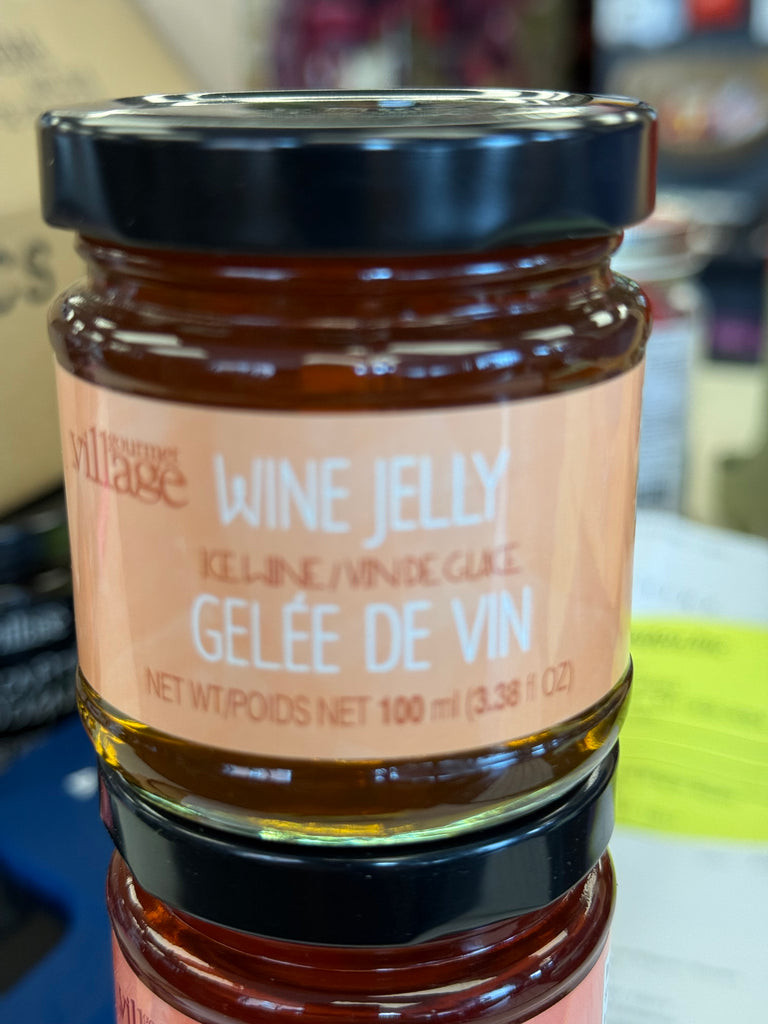 gourmet
village
WINE JELLY
ICE WINE / VIN DE GLACE
GELÉE DE VIN
NET WT/POIDS NET 100 ml (3.38 fl OZ)
CS